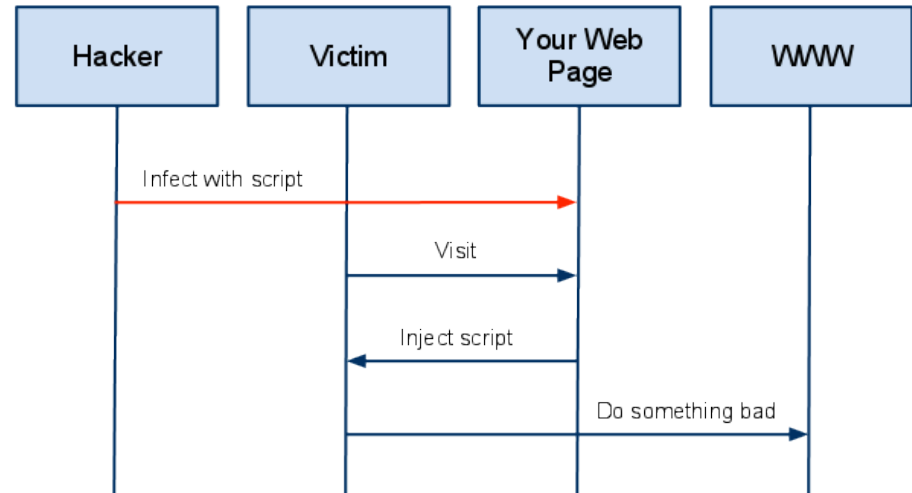 Hacker
Victim
Your Web
Page
WWW
Infect with script
Visit
Inject script
Do something bad